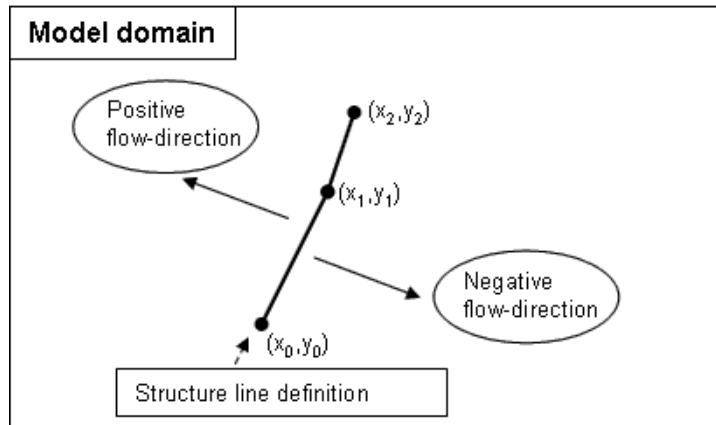 Model domain
Positive
flow-direction
(x₂,y₂)
(x₁,y₁)
Negative
flow-direction
(x₀,y₀)
Structure line definition